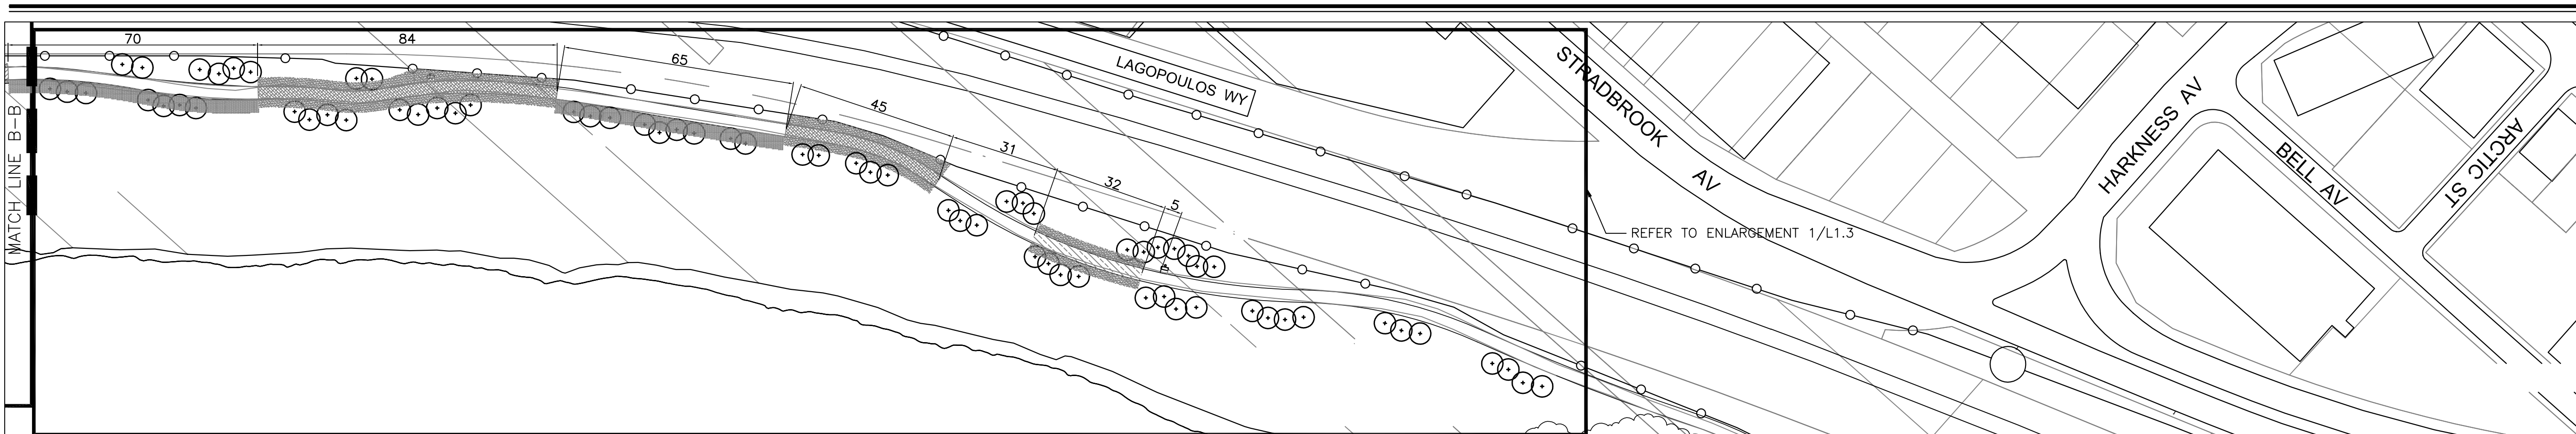 70
84
65
45
31
32
5
MATCH LINE B-B
LAGOPOULOS WY
STRADBROOK
AV
REFER TO ENLARGEMENT 1/L1.3
HARKNESS AV
BELL AV
ARCTIC ST